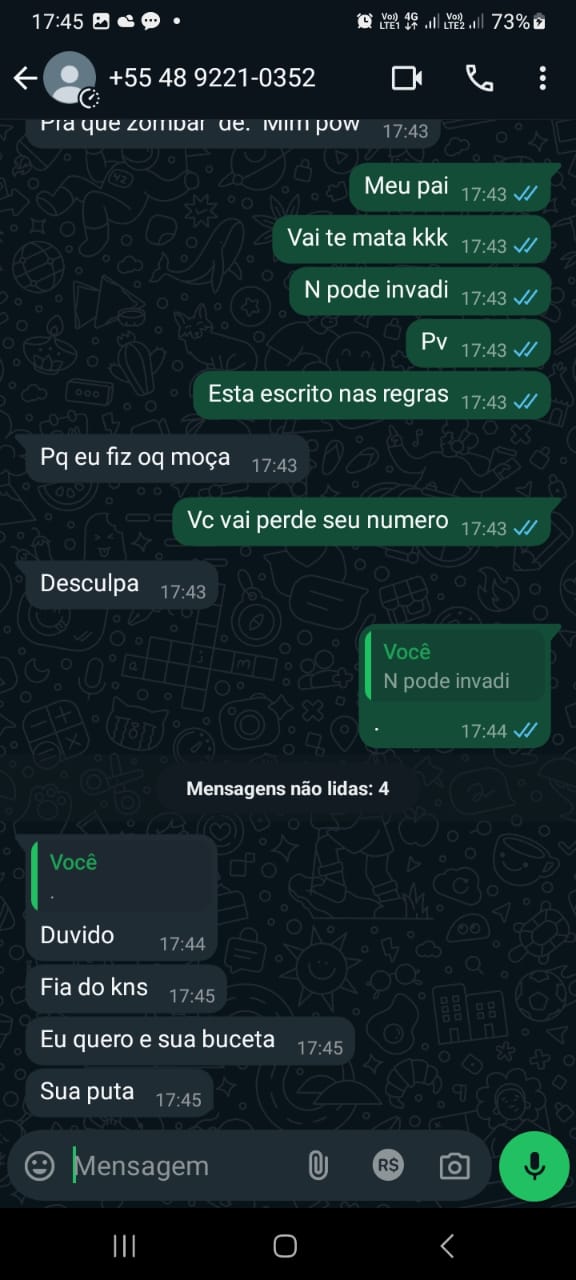 17:45
Vo)) 4G
LTE1
Vo))
LTE2
73%
+55 48 9221-0352
Pra que zombar de. Mim pow 17:43
Meu pai 17:43
Vai te mata kkk 17:43
N pode invadi 17:43
Pv 17:43
Esta escrito nas regras 17:43
Pq eu fiz oq moça 17:43
Vc vai perde seu numero 17:43
Desculpa 17:43
Você
N pode invadi
. 17:44
Mensagens não lidas: 4
Você
.
Duvido 17:44
Fia do kns 17:45
Eu quero e sua buceta 17:45
Sua puta 17:45
Mensagem
R$